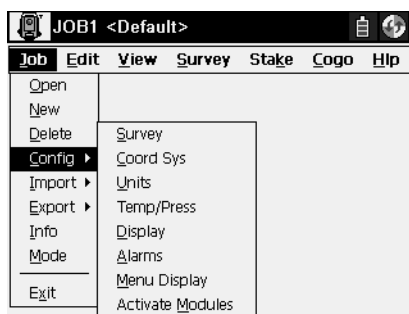 JOB1 <Default>
Job Edit View Survey Stake Cogo Hlp
Open
New
Delete
Config
Import
Export
Info
Mode
Exit
Survey
Coord Sys
Units
Temp/Press
Display
Alarms
Menu Display
Activate Modules